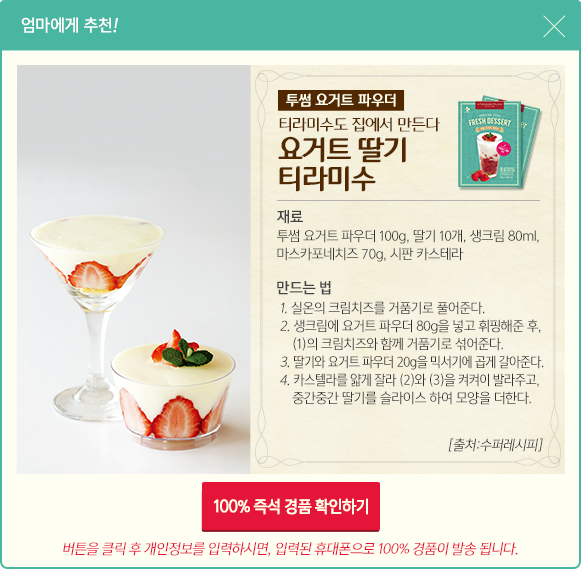 엄마에게 추천!
투썸 요거트 파우더
티라미수도 집에서 만든다
요거트 딸기
티라미수
FRESH DESSERT
재료
투썸 요거트 파우더 100g, 딸기 10개, 생크림 80ml,
마스카포네치즈 70g, 시판 카스테라
만드는 법
1. 실온의 크림치즈를 거품기로 풀어준다.
2. 생크림에 요거트 파우더 80g을 넣고 휘핑해준 후,
(1)의 크림치즈와 함께 거품기로 섞어준다.
3. 딸기와 요거트 파우더 20g을 믹서기에 곱게 갈아준다.
4. 카스텔라를 얇게 잘라 (2)와 (3)을 켜켜이 발라주고,
중간중간 딸기를 슬라이스 하여 모양을 더한다.
[출처:수퍼레시피]
100% 즉석 경품 확인하기
버튼을 클릭 후 개인정보를 입력하시면, 입력된 휴대폰으로 100% 경품이 발송 됩니다.